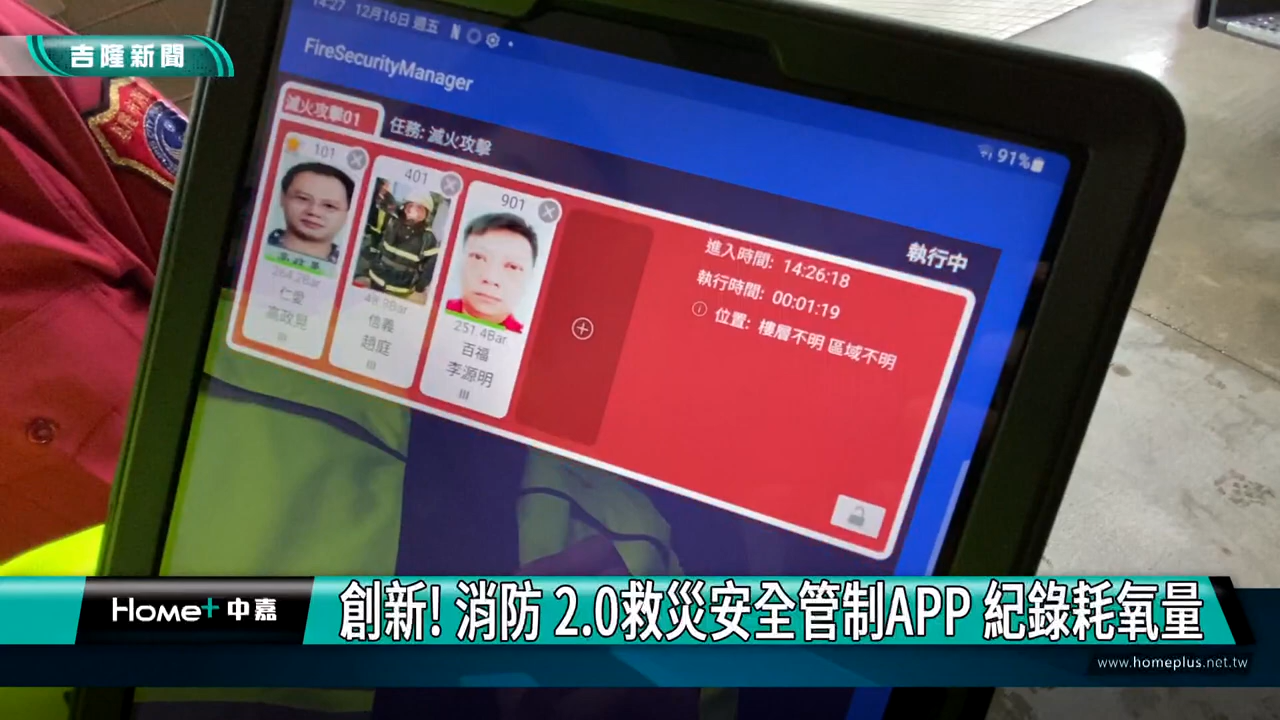 吉隆新聞
14:27 12月16日 週五
91%
FireSecurityManager
滅火攻擊01
任務: 滅火攻擊
執行中
101
264.2Bar
仁愛
401
信義
趙庭
901
251.4Bar
百福
李源明
進入時間: 14:26:18
執行時間: 00:01:19
位置: 樓層不明 區域不明
Home+ 中嘉
創新! 消防 2.0救災安全管制APP 紀錄耗氧量
www.homeplus.net.tw